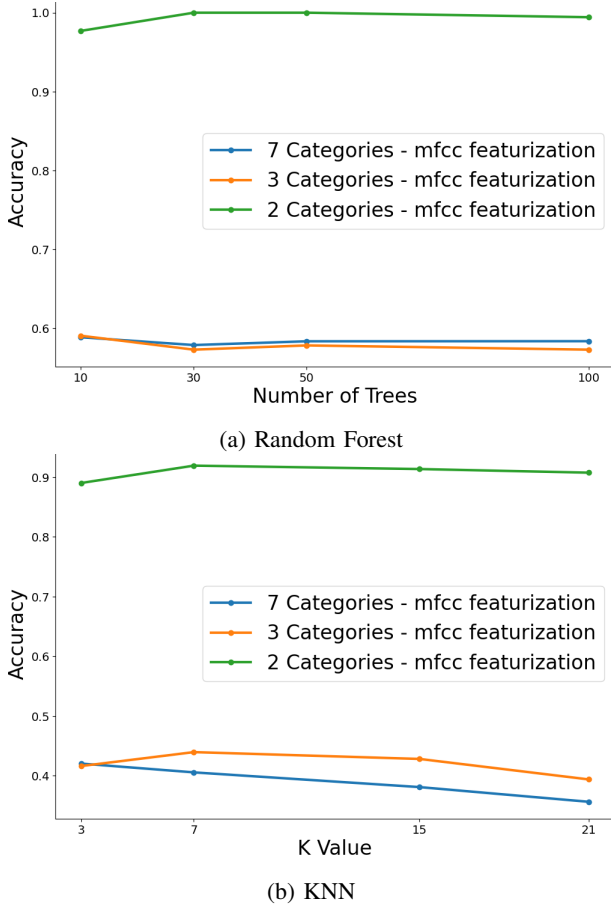 1.0
0.9
0.8
0.7
0.6
Accuracy
7 Categories - mfcc featurization
3 Categories - mfcc featurization
2 Categories - mfcc featurization
10 30 50 100
Number of Trees
(a) Random Forest
0.9
0.8
0.7
0.6
0.5
0.4
Accuracy
7 Categories - mfcc featurization
3 Categories - mfcc featurization
2 Categories - mfcc featurization
3 7 15 21
K Value
(b) KNN